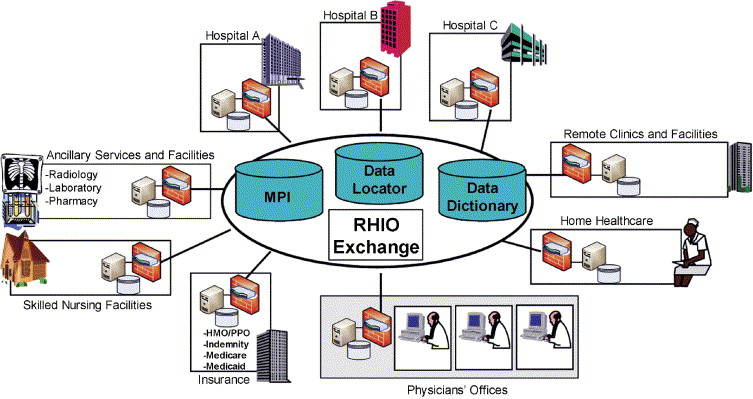 Hospital A
Hospital B
Hospital C
Ancillary Services and Facilities
-Radiology
-Laboratory
-Pharmacy
Remote Clinics and Facilities
MPI
Data
Locator
Data
Dictionary
RHIO
Exchange
Home Healthcare
Skilled Nursing Facilities
-HMO/PPO
-Indemnity
-Medicare
-Medicaid
Insurance
Physicians' Offices